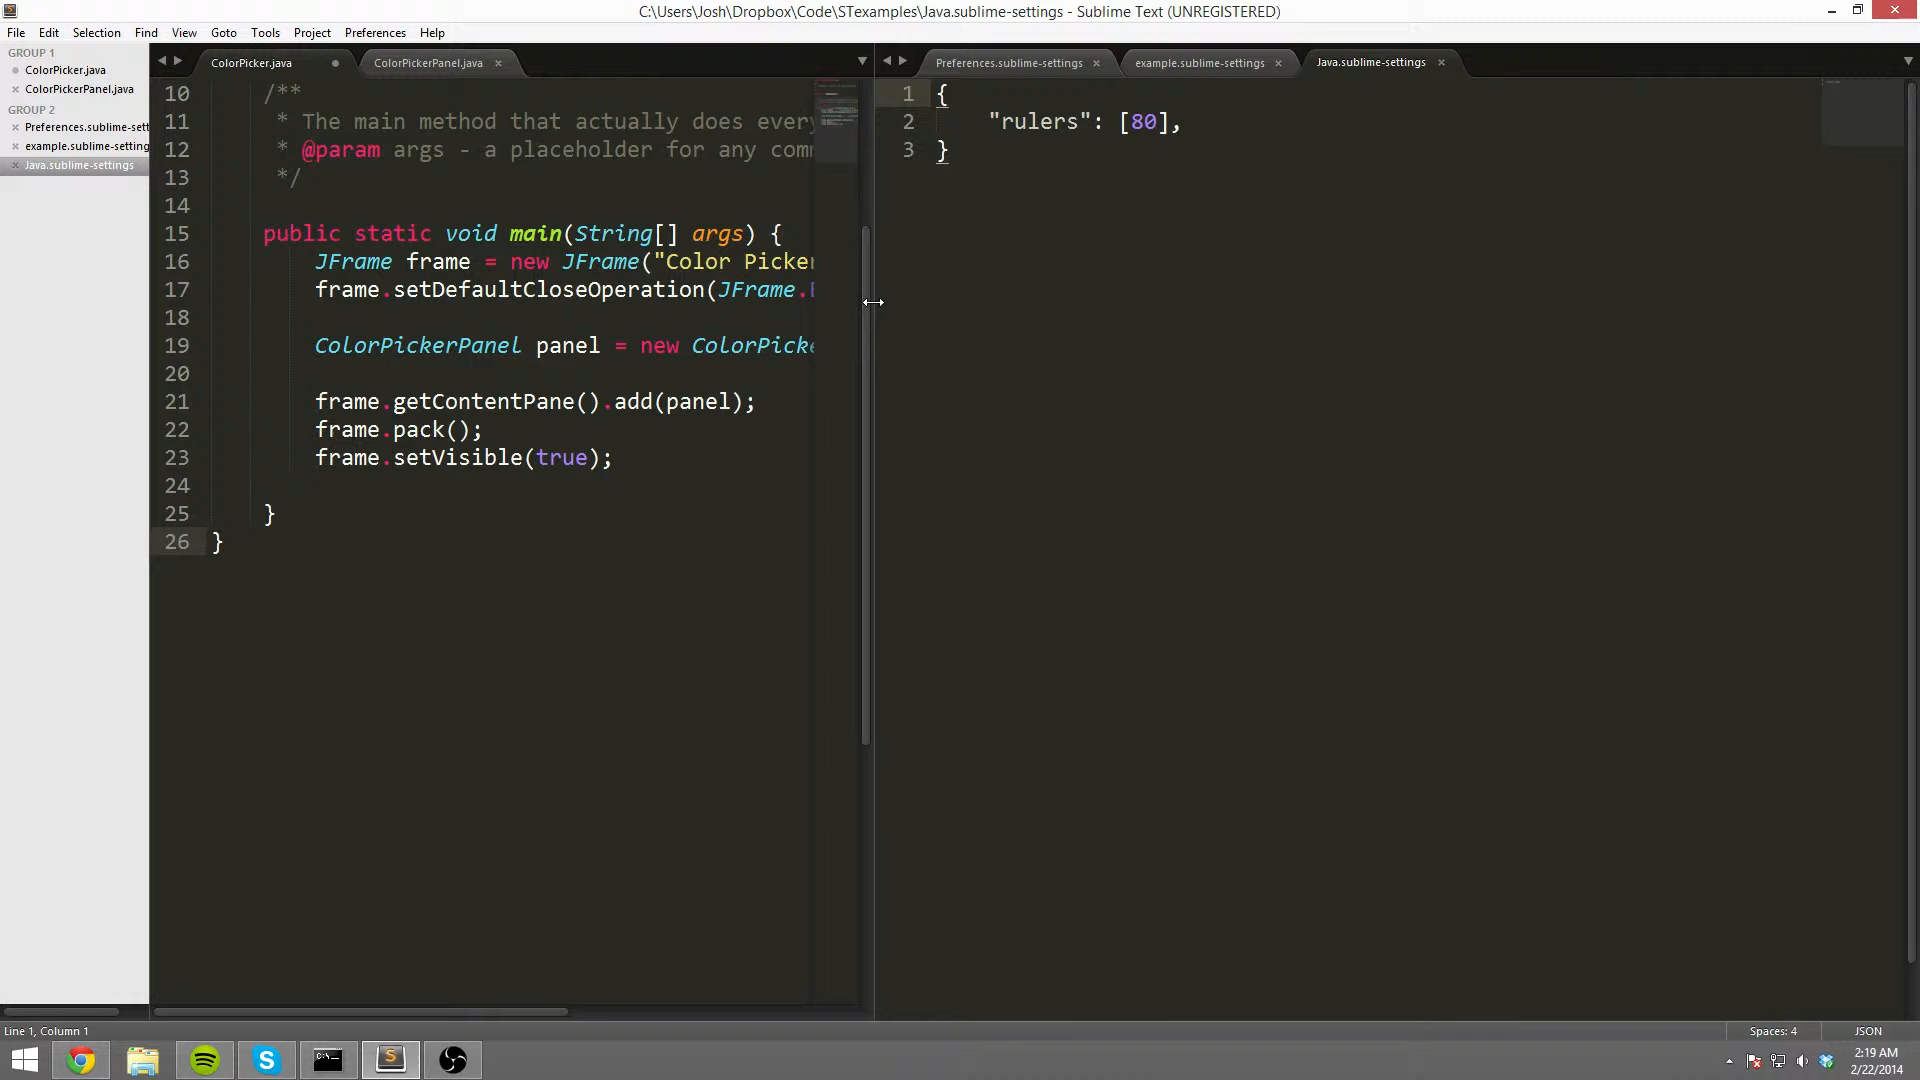 C:\Users\Josh\Dropbox\Code\STexamples\Java.sublime-settings - Sublime Text (UNREGISTERED)
File Edit Selection Find View Goto Tools Project Preferences Help
GROUP 1
ColorPicker.java
ColorPickerPanel.java
GROUP 2
Preferences.sublime-sett
example.sublime-setting
Java.sublime-settings
ColorPicker.java ColorPickerPanel.java
10 /**
11 * The main method that actually does every
12 * @param args - a placeholder for any comm
13 */
14
15 public static void main(String[] args) {
16 JFrame frame = new JFrame("Color Picker
17 frame.setDefaultCloseOperation(JFrame.E
18
19 ColorPickerPanel panel = new ColorPicke
20
21 frame.getContentPane().add(panel);
22 frame.pack();
23 frame.setVisible(true);
24
25 }
26 }
Preferences.sublime-settings example.sublime-settings Java.sublime-settings
1 {
2 "rulers": [80],
3 }
Line 1, Column 1 Spaces: 4 JSON
2:19 AM
2/22/2014